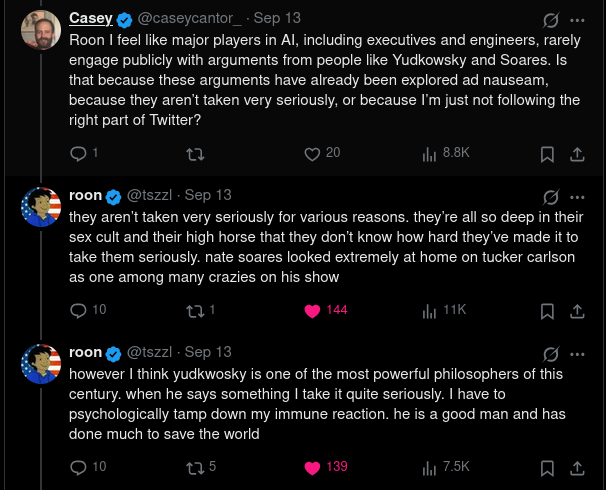 Casey @caseycantor_ · Sep 13
Roon I feel like major players in AI, including executives and engineers, rarely
engage publicly with arguments from people like Yudkowsky and Soares. Is
that because these arguments have already been explored ad nauseam,
because they aren’t taken very seriously, or because I’m just not following the
right part of Twitter?
1 20 8.8K
roon @tszzl · Sep 13
they aren’t taken very seriously for various reasons. they’re all so deep in their
sex cult and their high horse that they don’t know how hard they’ve made it to
take them seriously. nate soares looked extremely at home on tucker carlson
as one among many crazies on his show
10 1 144 11K
roon @tszzl · Sep 13
however I think yudkwosky is one of the most powerful philosophers of this
century. when he says something I take it quite seriously. I have to
psychologically tamp down my immune reaction. he is a good man and has
done much to save the world
10 5 139 7.5K